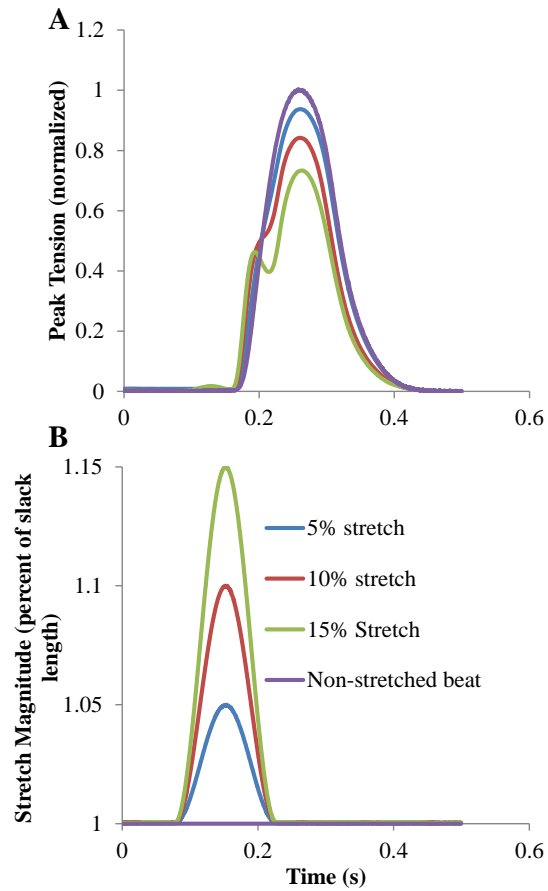 A
1.2
1
0.8
0.6
0.4
0.2
0
Peak Tension (normalized)
0
0.2
0.4
0.6
B
1.15
1.1
1.05
1
Stretch Magnitude (percent of slack
length)
5% stretch
10% stretch
15% Stretch
Non-stretched beat
0
0.2
0.4
0.6
Time (s)